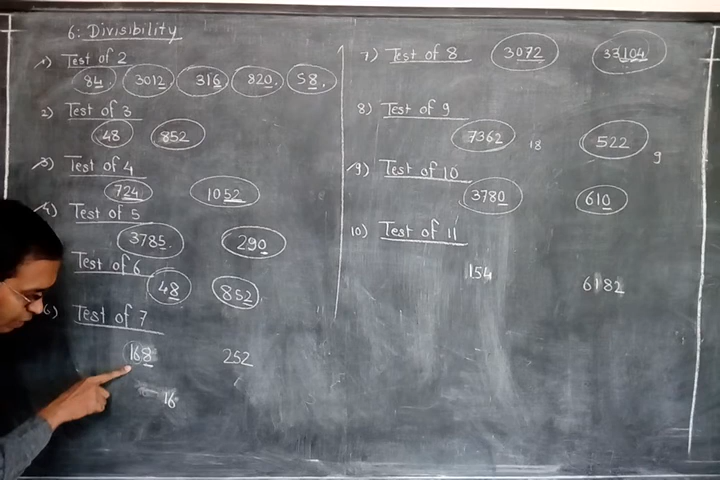 6: Divisibility
1) Test of 2
84. 3012 316 820. 58.
2) Test of 3
48 852
3) Test of 4
724 1052
4) Test of 5
3785 290
Test of 6
48 852
6) Test of 7
168 252
- 16
7) Test of 8 3072 33104
8) Test of 9
7362 18 522 9
9) Test of 10
3780 610
10) Test of 11
154 6182